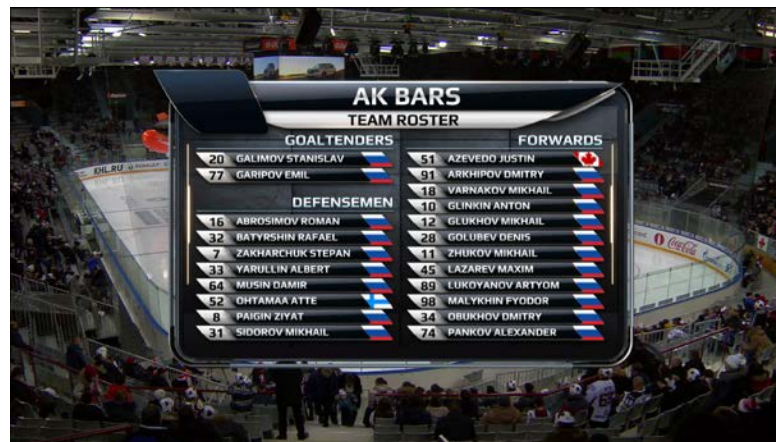 AK BARS
TEAM ROSTER
GOALTENDERS
20 GALIMOV STANISLAV
77 GARIPOV EMIL
DEFENSEMEN
16 ABROSIMOV ROMAN
32 BATYRSHIN RAFAEL
7 ZAKHARCHUK STEPAN
33 YARULLIN ALBERT
64 MUSIN DAMIR
52 OHTAMAA ATTE
8 PAIGIN ZIYAT
31 SIDOROV MIKHAIL
FORWARDS
51 AZEVEDO JUSTIN
91 ARKHIPOV DMITRY
18 VARNAKOV MIKHAIL
10 GLINKIN ANTON
12 GLUKHOV MIKHAIL
28 GOLUBEV DENIS
11 ZHUKOV MIKHAIL
45 LAZAREV MAXIM
89 LUKOYANOV ARTYOM
98 MALYKHIN FYODOR
34 OBUKHOV DMITRY
74 PANKOV ALEXANDER
KHL.RU
Coca-Cola